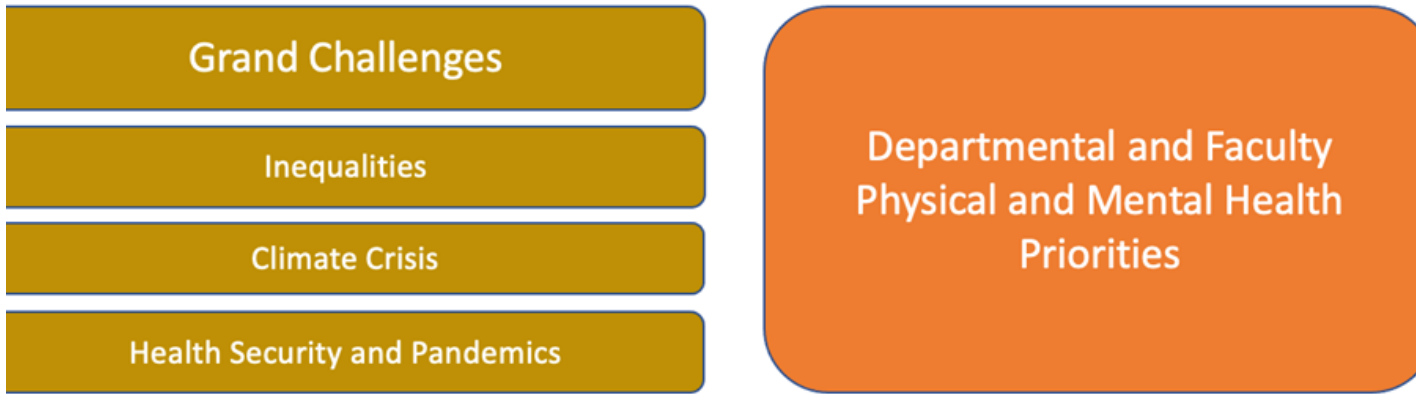 Grand Challenges
Inequalities
Climate Crisis
Health Security and Pandemics
Departmental and Faculty
Physical and Mental Health
Priorities